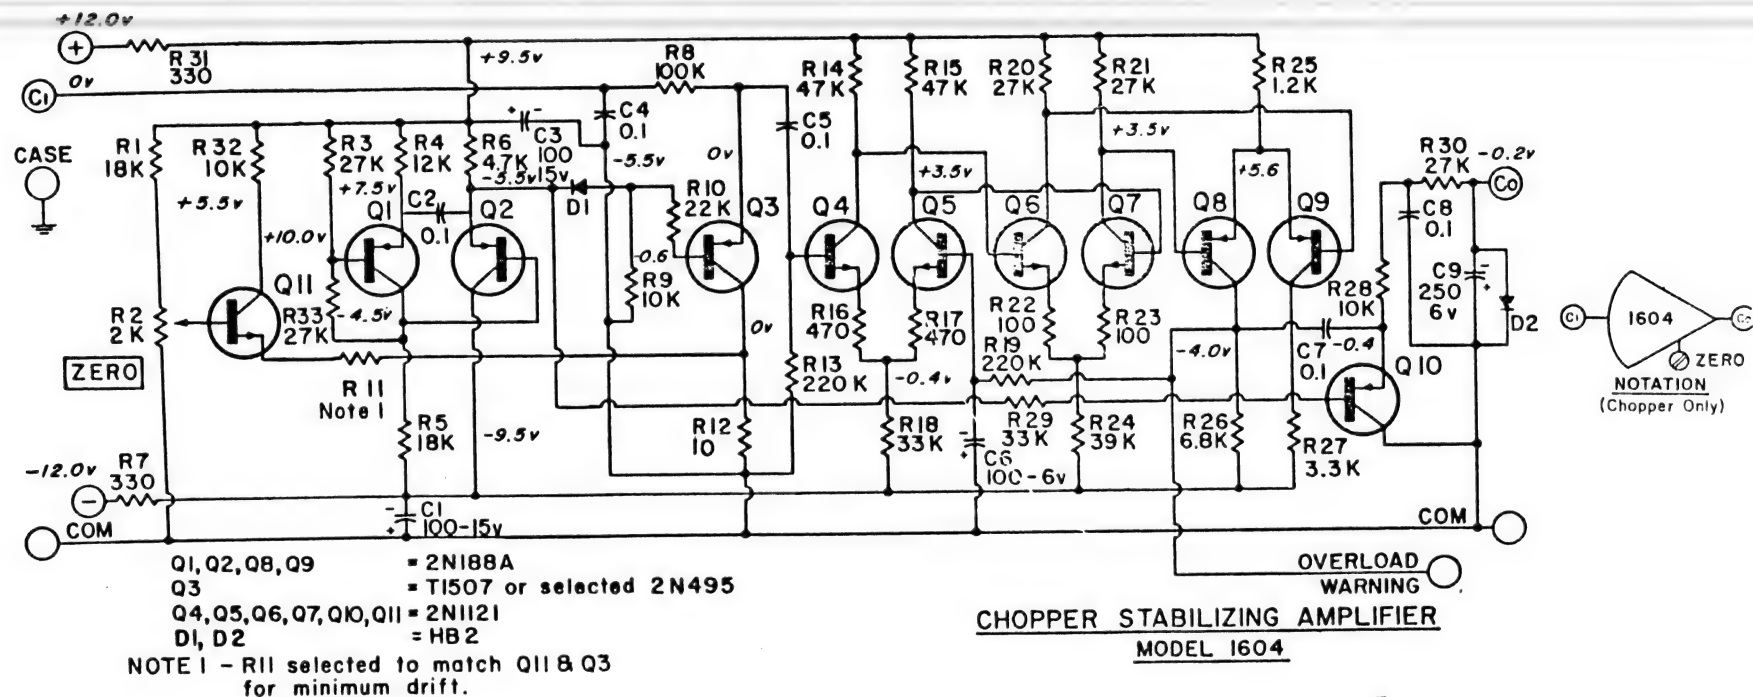 +12.0v
+
R31
330
0v
Ci
+9.5v
R8
100K
R14
47K
R15
47K
R20
27K
R21
27K
R25
1.2K
CASE
R1
18K
R32
10K
R3
27K
R4
12K
R6
4.7K
+ -
C3
100
15v
C4
0.1
C5
0.1
-5.5v
0v
+3.5v
R30
27K
-0.2v
Co
+5.5v
+7.5v
-5.5v
C2
0.1
D1
R10
22K
Q3
+3.5v
+5.6
Q1
Q2
Q4
Q5
Q6
Q7
Q8
Q9
C8
0.1
+10.0v
-0.6
R9
10K
C9
250
6v
-
+
D2
Q11
R33
27K
-4.5v
R2
2K
ZERO
R11
Note 1
0v
R16
470
R17
470
R22
100
R23
100
R28
10K
R13
220K
R19
220K
-0.4v
-4.0v
C7
0.1
-0.4
Q10
Ci
1604
Co
ZERO
NOTATION
(Chopper Only)
R5
18K
-9.5v
R12
10
R18
33K
R29
33K
R24
39K
R26
6.8K
R27
3.3K
-
+
C6
100-6v
-12.0v
R7
330
-
COM
-
+
C1
100-15v
COM
OVERLOAD
WARNING
Q1, Q2, Q8, Q9 = 2N188A
Q3 = T1507 or selected 2N495
Q4, Q5, Q6, Q7, Q10, Q11 = 2N1121
D1, D2 = HB2
NOTE 1 - R11 selected to match Q11 & Q3
for minimum drift.
CHOPPER STABILIZING AMPLIFIER
MODEL 1604